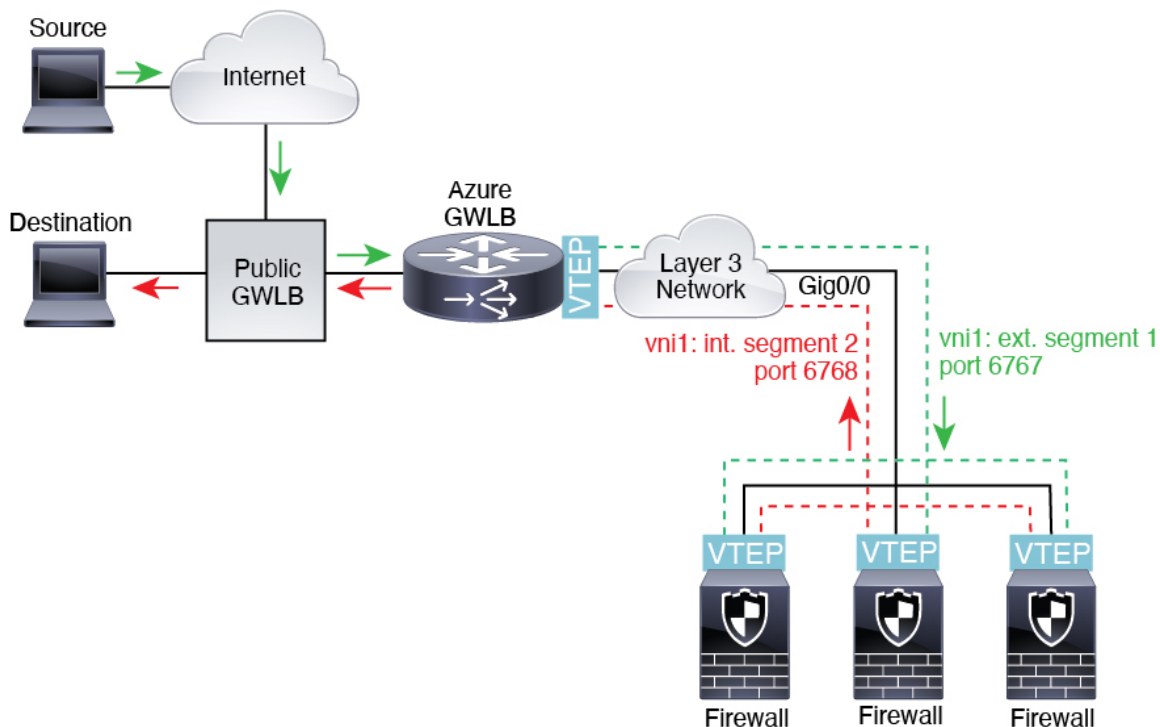 Source
Internet
Azure
GWLB
Destination
Public
GWLB
VTEP
Layer 3
Network
Gig0/0
vni1: int. segment 2
port 6768
vni1: ext. segment 1
port 6767
VTEP
VTEP
VTEP
Firewall
Firewall
Firewall